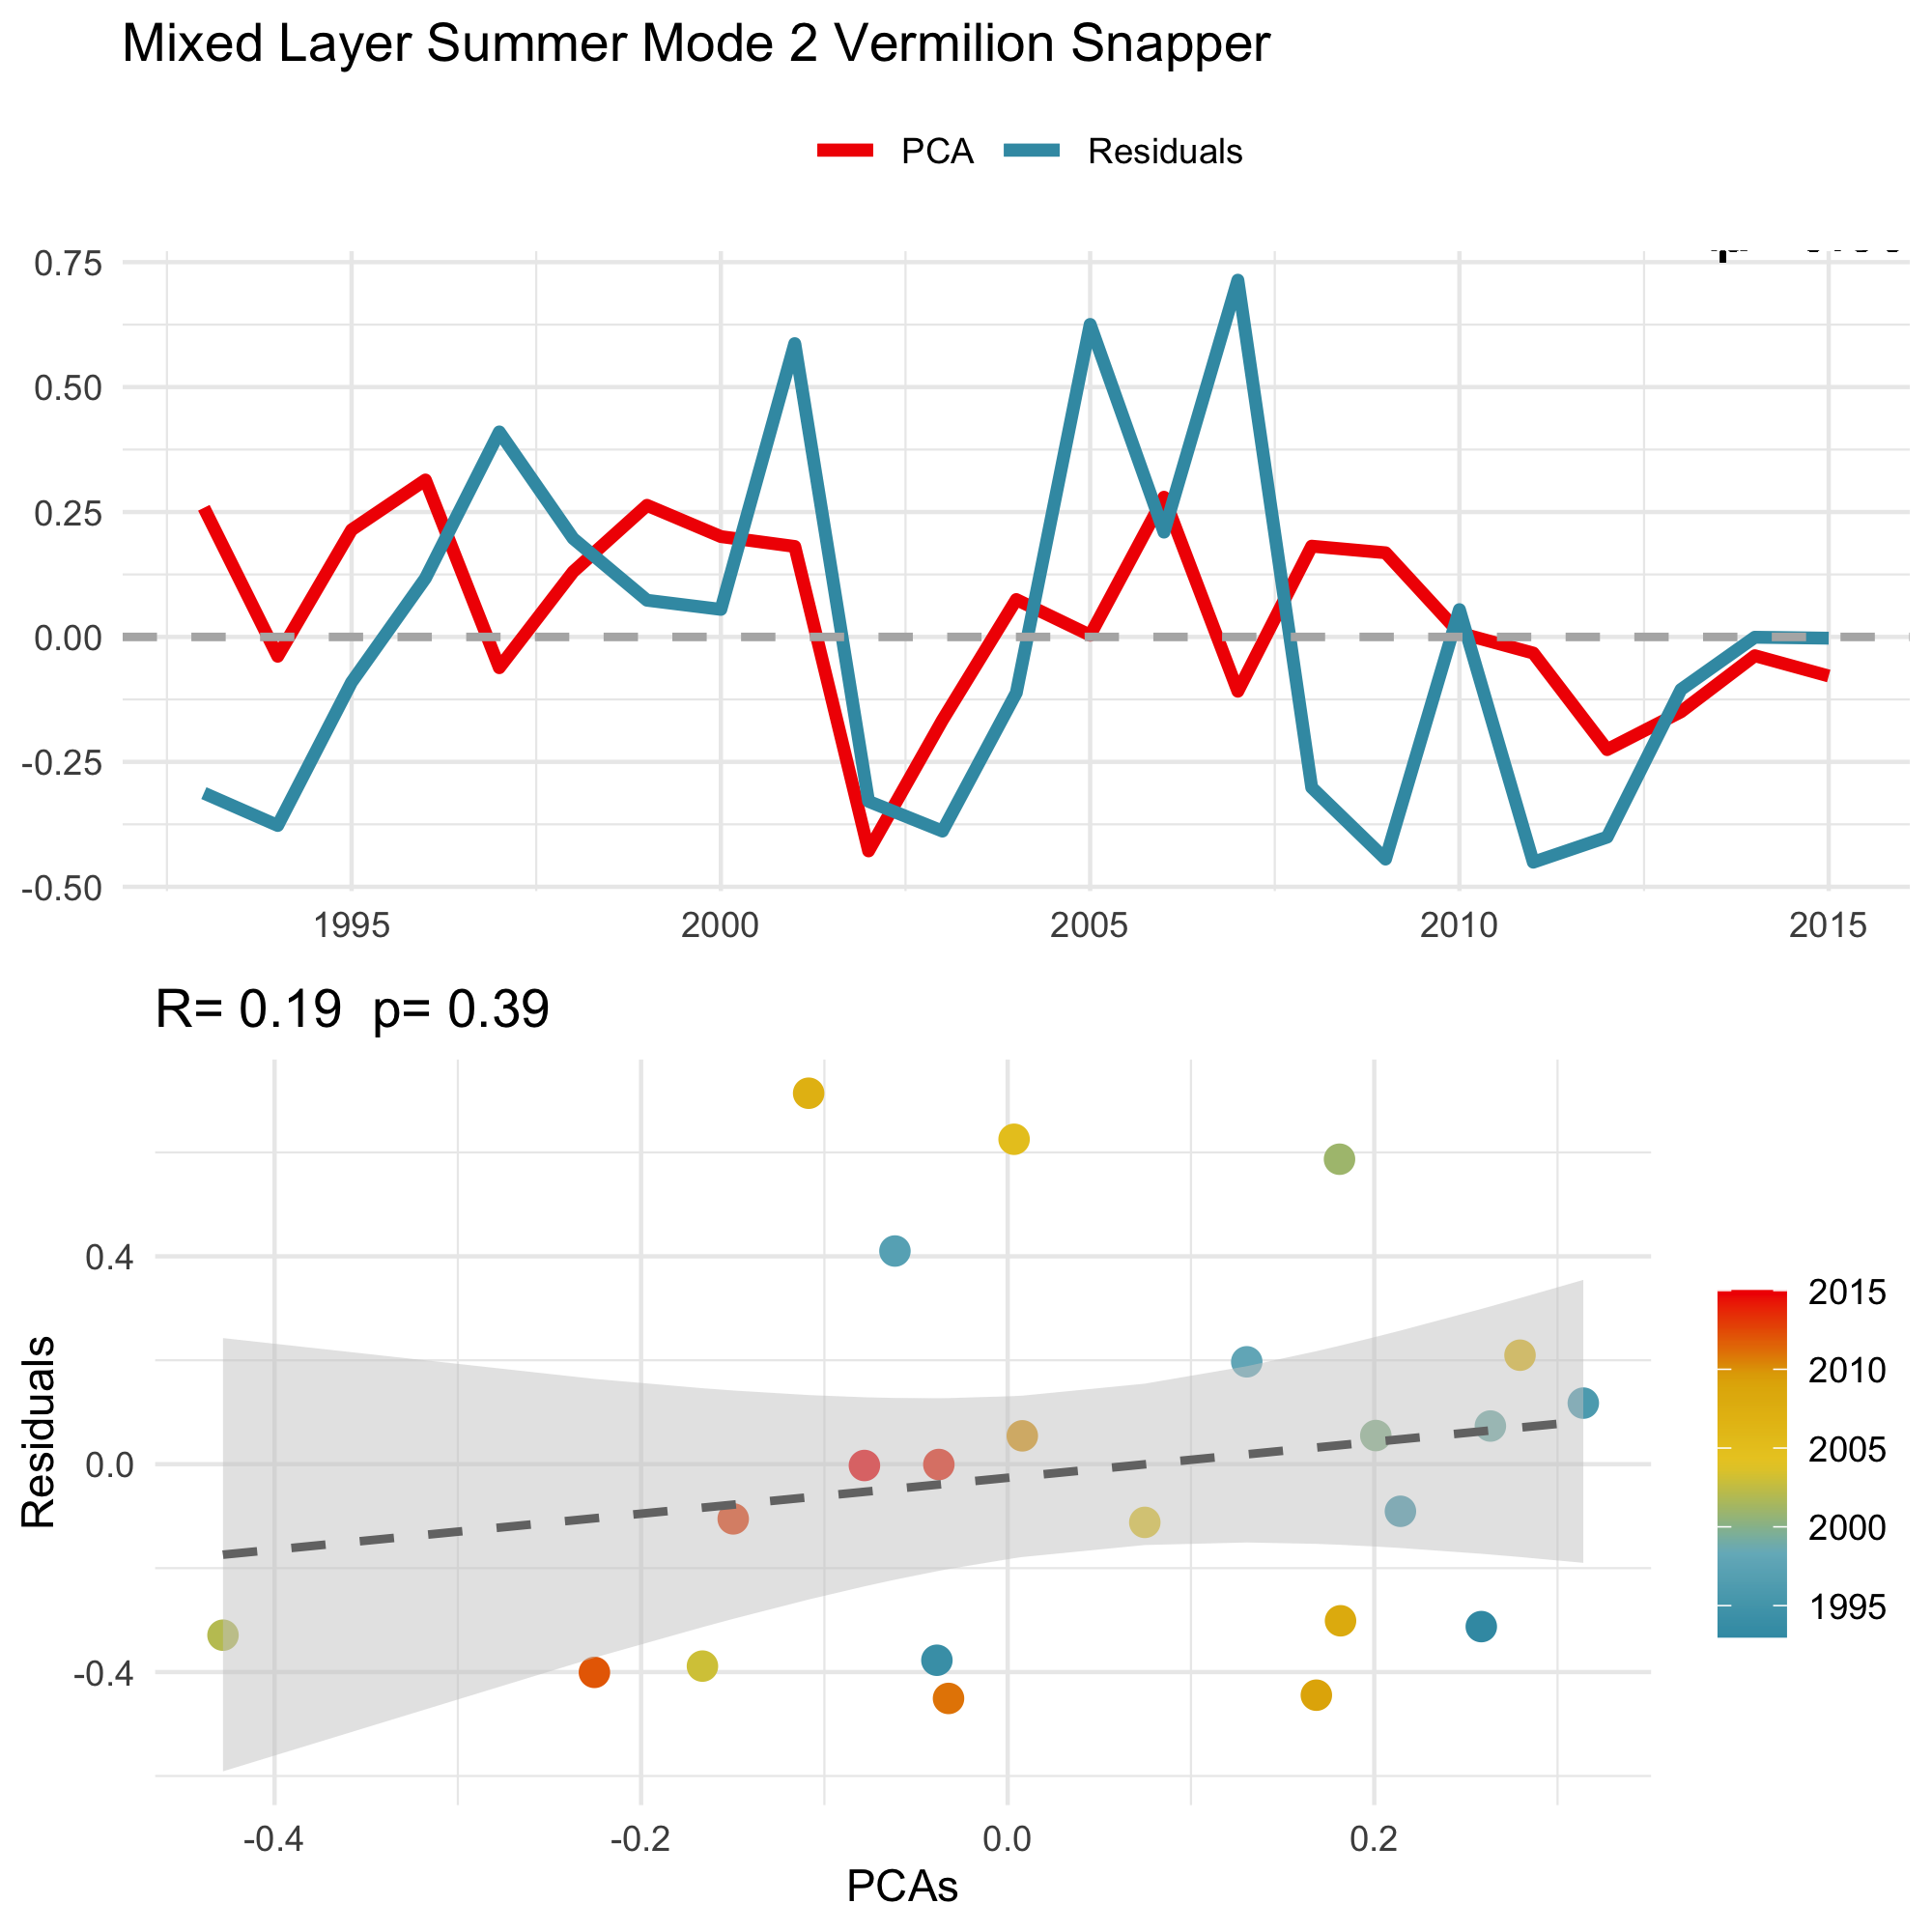 Mixed Layer Summer Mode 2 Vermilion Snapper
PCA Residuals
0.75
0.50
0.25
0.00
-0.25
-0.50
1995 2000 2005 2010 2015
R= 0.19 p= 0.39
Residuals
0.4
0.0
-0.4
-0.4 -0.2 0.0 0.2
PCAs
2015
2010
2005
2000
1995